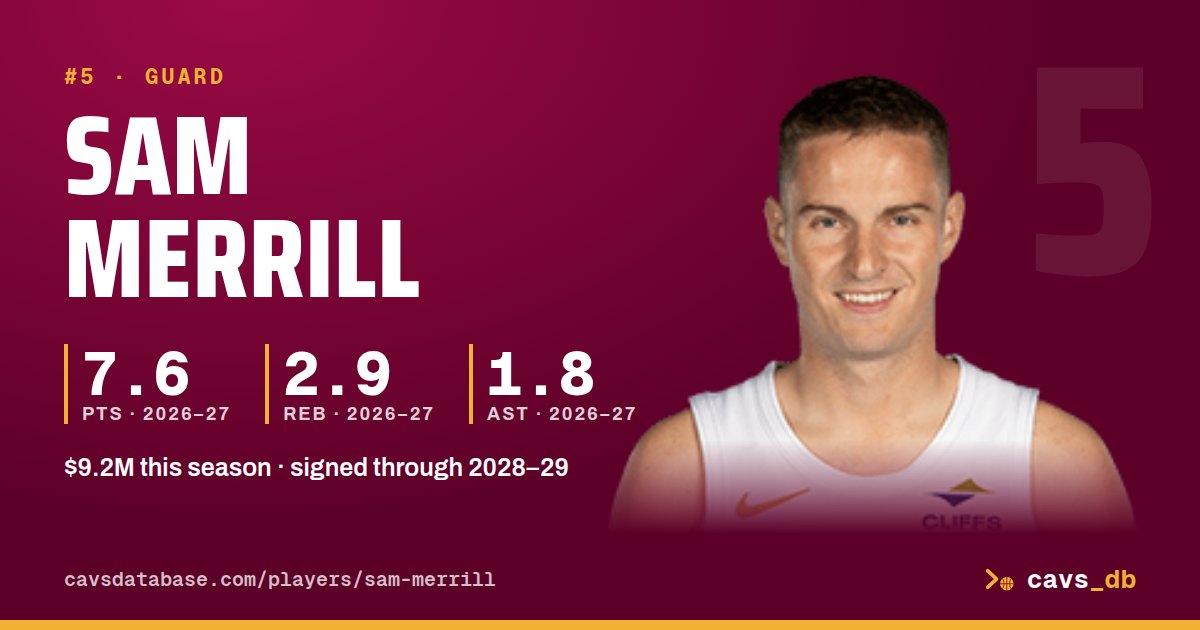 #5 · GUARD
5
SAM
MERRILL
7.6 2.9 1.8
PTS · 2026–27 REB · 2026–27 AST · 2026–27
$9.2M this season · signed through 2028–29
CLIFFS
cavsdatabase.com/players/sam-merrill
cavs_db